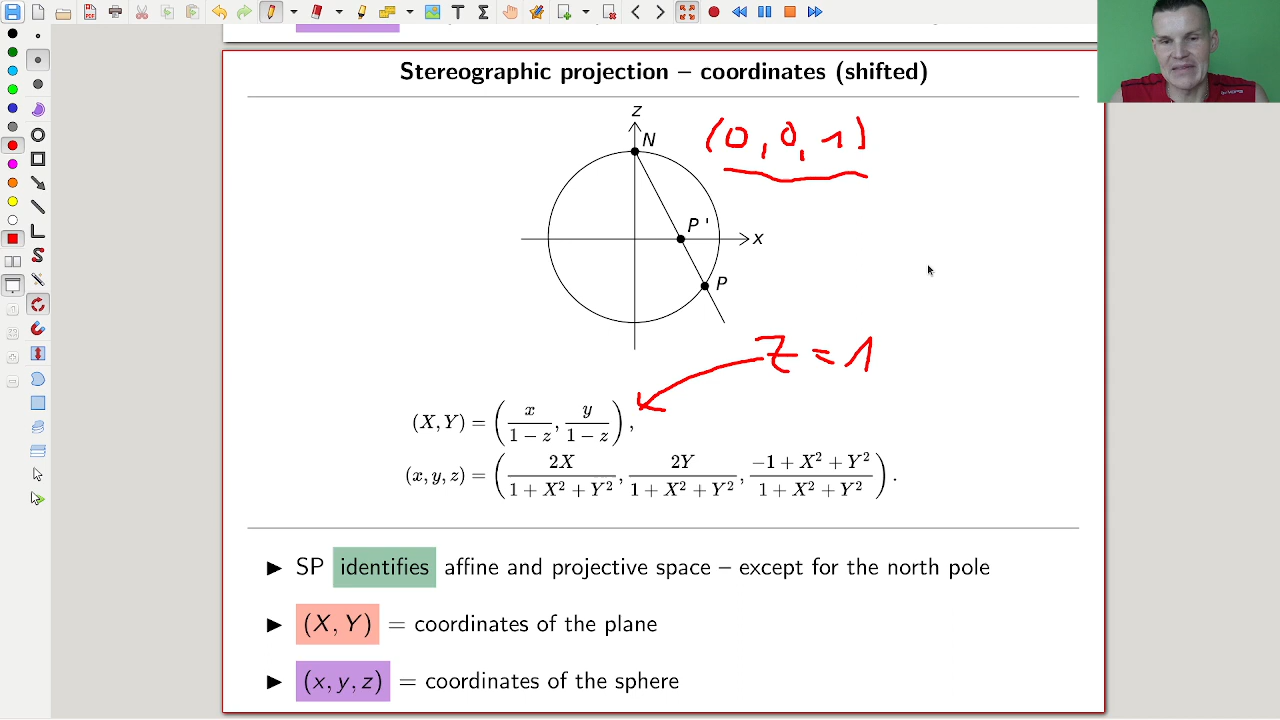 Stereographic projection – coordinates (shifted)
z
N
(0, 0, 1)
P '
x
P
z = 1
(X, Y) = ( x / 1 − z , y / 1 − z ) ,
(x, y, z) = ( 2X / 1 + X² + Y² , 2Y / 1 + X² + Y² , −1 + X² + Y² / 1 + X² + Y² ) .
► SP identifies affine and projective space – except for the north pole
► (X, Y) = coordinates of the plane
► (x, y, z) = coordinates of the sphere